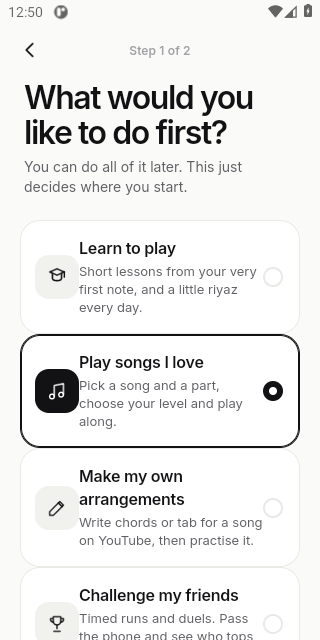 12:50
Step 1 of 2
What would you
like to do first?
You can do all of it later. This just
decides where you start.
Learn to play
Short lessons from your very
first note, and a little riyaz
every day.
Play songs I love
Pick a song and a part,
choose your level and play
along.
Make my own
arrangements
Write chords or tab for a song
on YouTube, then practise it.
Challenge my friends
Timed runs and duels. Pass
the phone and see who tops